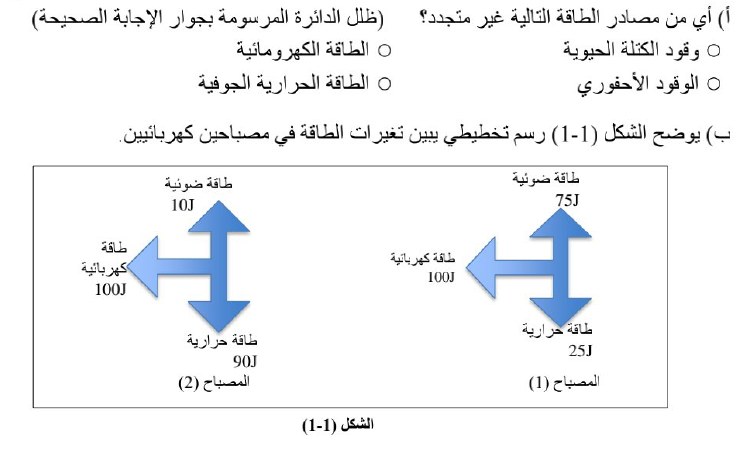 أ) أي من مصادر الطاقة التالية غير متجدد؟ (ظلل الدائرة المرسومة بجوار الإجابة الصحيحة)
○ وقود الكتلة الحيوية ○ الطاقة الكهرومائية
○ الوقود الأحفوري ○ الطاقة الحرارية الجوفية
ب) يوضح الشكل (1-1) رسم تخطيطي يبين تغيرات الطاقة في مصباحين كهربائيين.
طاقة ضوئية
75J
طاقة كهربائية
100J
طاقة حرارية
25J
المصباح (1)
طاقة ضوئية
10J
طاقة
كهربائية
100J
طاقة حرارية
90J
المصباح (2)
الشكل (1-1)